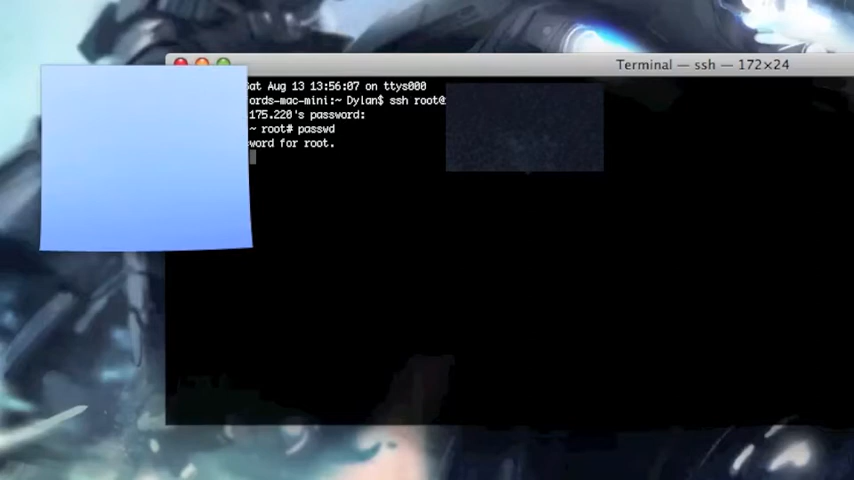 Terminal — ssh — 172×24
Sat Aug 13 13:56:07 on ttys000
ords-mac-mini:~ Dylan$ ssh root@
175.220's password:
~ root# passwd
word for root.